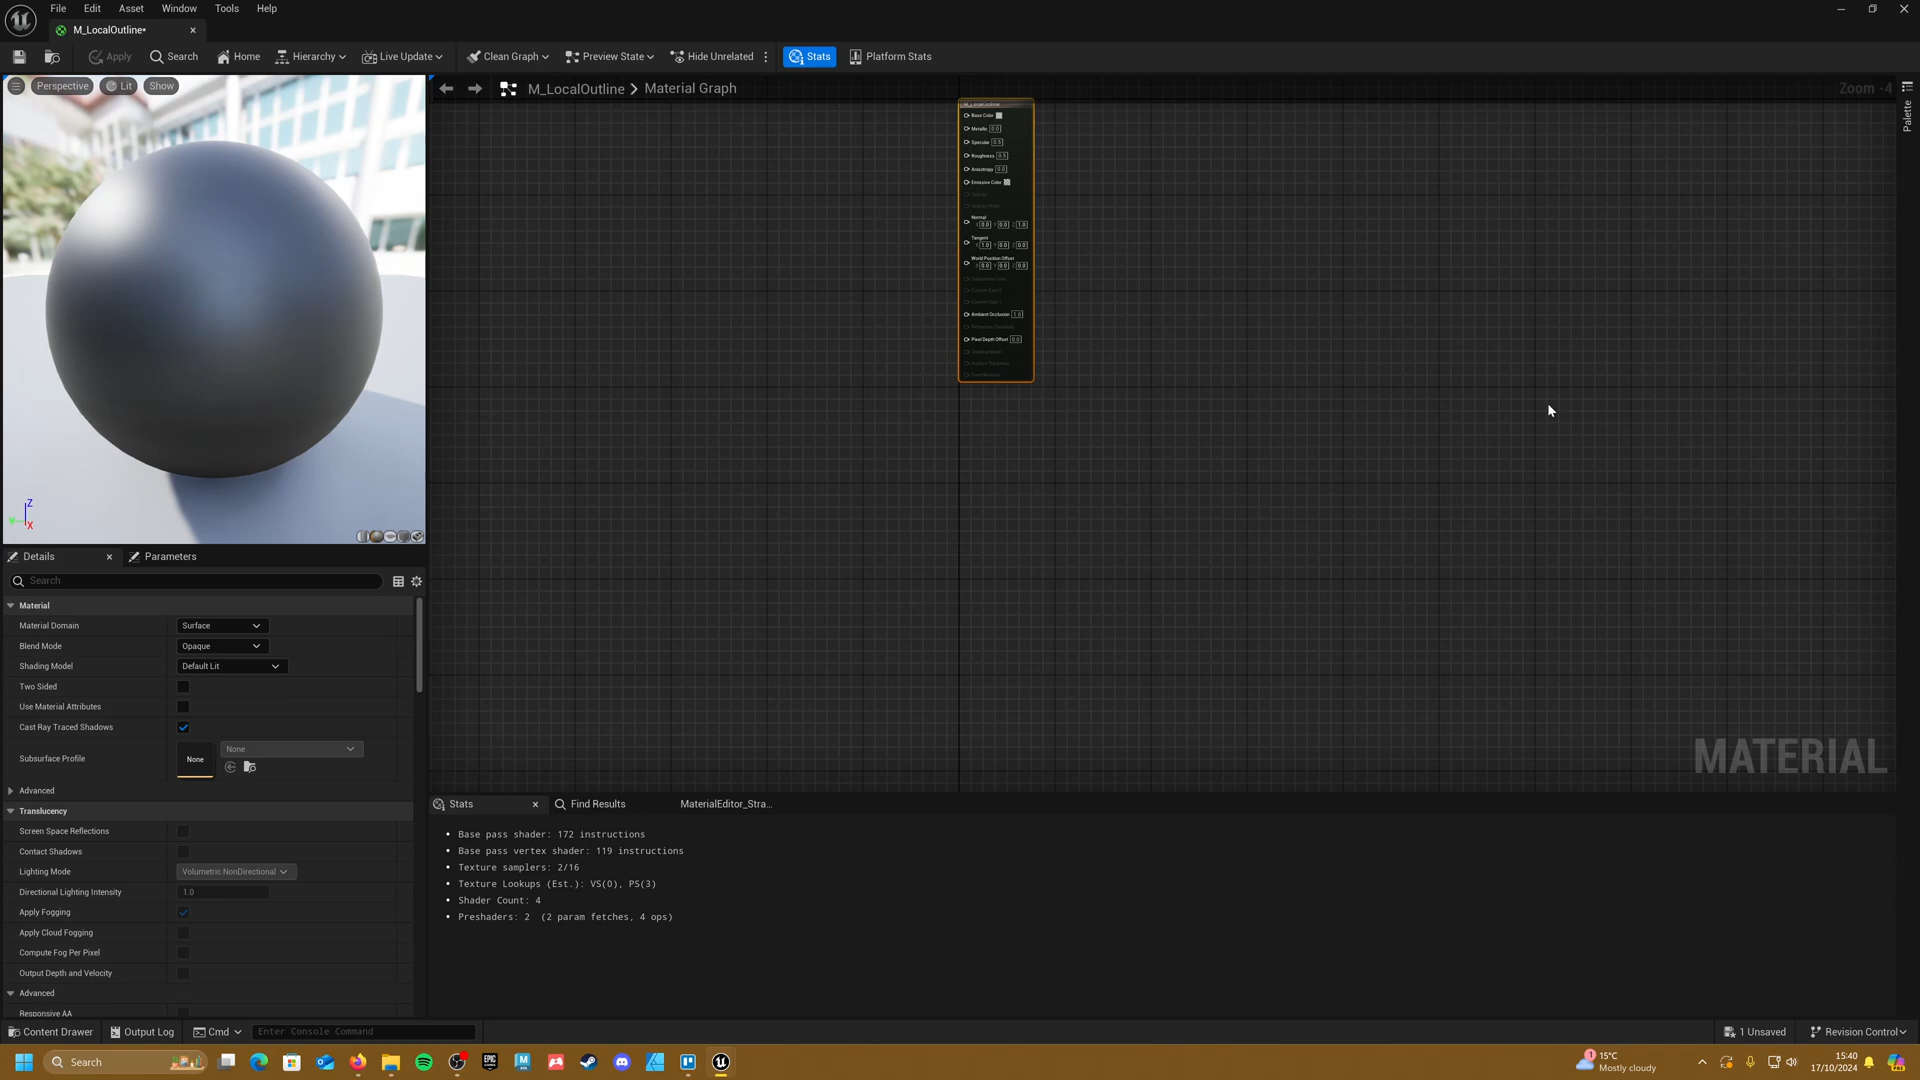 File Edit Asset Window Tools Help
M_LocalOutline•
Apply Search Home Hierarchy Live Update Clean Graph Preview State Hide Unrelated Stats Platform Stats
Perspective Lit Show
M_LocalOutline > Material Graph
Zoom -4
Palette
M_LocalOutline
Base Color
Metallic 0.0
Specular 0.5
Roughness 0.5
Anisotropy 0.0
Emissive Color
Normal
X 0.0 Y 0.0 Z 1.0
Tangent
X 1.0 Y 0.0 Z 0.0
World Position Offset
X 0.0 Y 0.0 Z 0.0
Ambient Occlusion 1.0
Pixel Depth Offset 0.0
MATERIAL
Z
Y
X
Details Parameters
Search
Material
Material Domain Surface
Blend Mode Opaque
Shading Model Default Lit
Two Sided
Use Material Attributes
Cast Ray Traced Shadows
Subsurface Profile None None
Advanced
Translucency
Screen Space Reflections
Contact Shadows
Lighting Mode Volumetric NonDirectional
Directional Lighting Intensity 1.0
Apply Fogging
Apply Cloud Fogging
Compute Fog Per Pixel
Output Depth and Velocity
Advanced
Responsive AA
Stats Find Results MaterialEditor_Stra...
• Base pass shader: 172 instructions
• Base pass vertex shader: 119 instructions
• Texture samplers: 2/16
• Texture Lookups (Est.): VS(0), PS(3)
• Shader Count: 4
• Preshaders: 2 (2 param fetches, 4 ops)
Content Drawer Output Log Cmd Enter Console Command 1 Unsaved Revision Control
Search
1 15°C
Mostly cloudy
15:40
17/10/2024